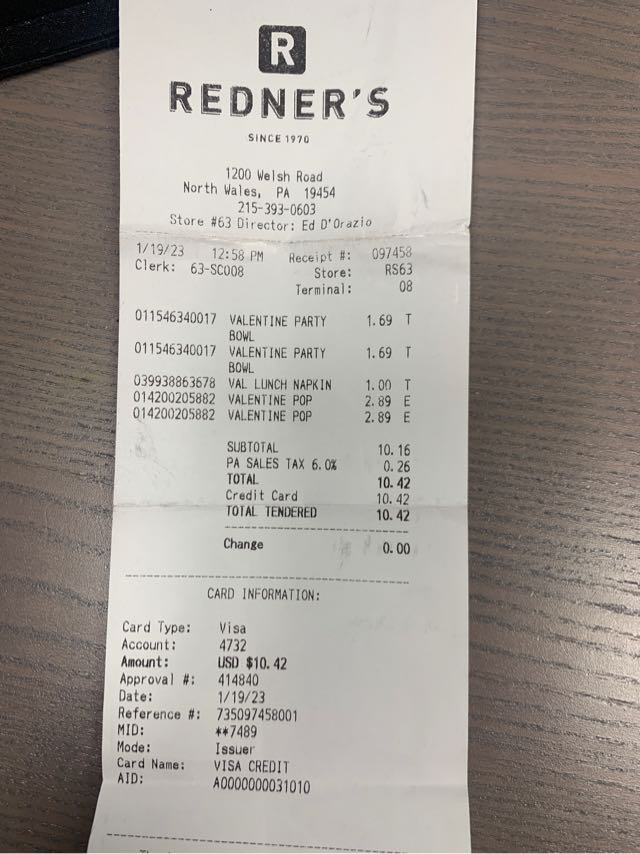 R
REDNER'S
SINCE 1970
1200 Welsh Road
North Wales, PA 19454
215-393-0603
Store #63 Director: Ed D'Orazio
1/19/23 12:58 PM Receipt #: 097458
Clerk: 63-SC008 Store: RS63
Terminal: 08
011546340017 VALENTINE PARTY 1.69 T
BOWL
011546340017 VALENTINE PARTY 1.69 T
BOWL
039938863678 VAL LUNCH NAPKIN 1.00 T
014200205882 VALENTINE POP 2.89 E
014200205882 VALENTINE POP 2.89 E
SUBTOTAL 10.16
PA SALES TAX 6.0% 0.26
TOTAL 10.42
Credit Card 10.42
TOTAL TENDERED 10.42
Change 0.00
CARD INFORMATION:
Card Type: Visa
Account: 4732
Amount: USD $10.42
Approval #: 414840
Date: 1/19/23
Reference #: 735097458001
MID: **7489
Mode: Issuer
Card Name: VISA CREDIT
AID: A0000000031010